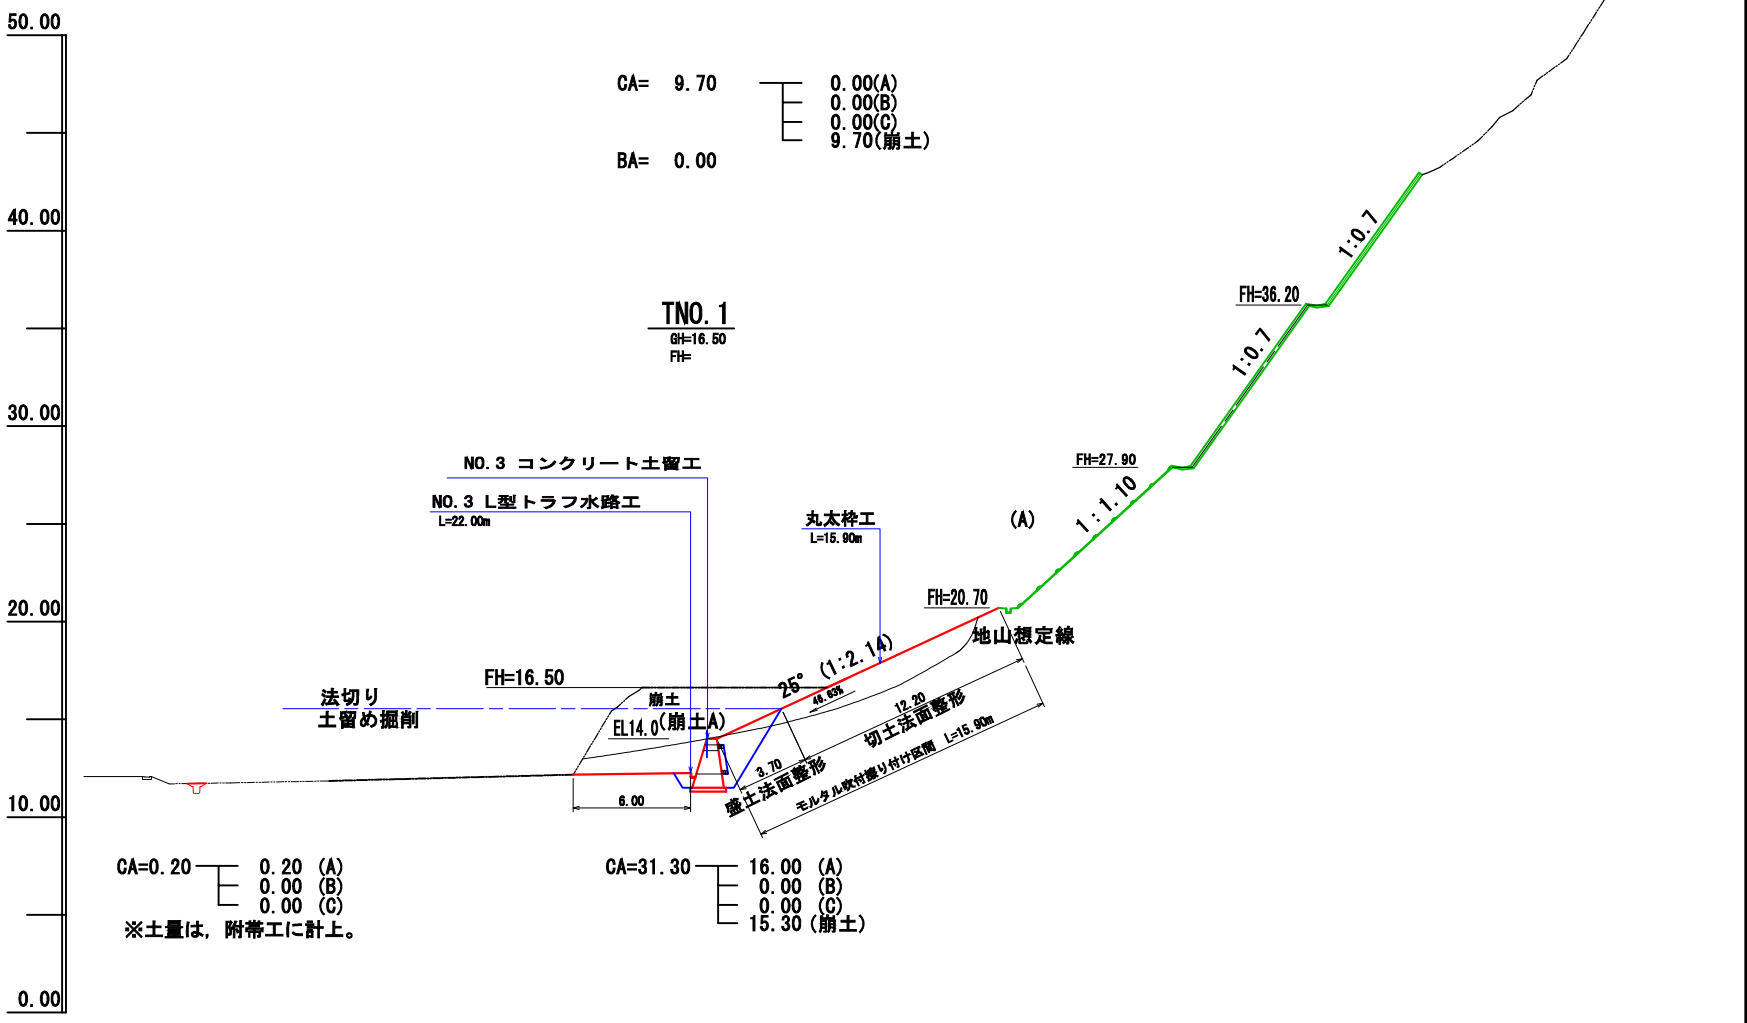 50.00
CA= 9.70
0.00(A)
0.00(B)
0.00(C)
9.70(崩土)
BA= 0.00
40.00
1:0.7
FH=36.20
TNO.1
GH=16.50
FH=
1:0.7
30.00
NO.3 コンクリート土留工
FH=27.90
NO.3 L型トラフ水路工
L=22.00m
丸太枠工
L=15.90m
(A)
1:1.10
20.00
FH=20.70
地山想定線
25° (1:2.14)
46.63%
FH=16.50
法切り
土留め掘削
崩土
EL14.0
(崩土A)
12.20
切土法面整形
3.70
盛土法面整形
モルタル吹付擦り付け区間 L=15.90m
10.00
6.00
CA=0.20
0.20 (A)
0.00 (B)
0.00 (C)
※土量は, 附帯工に計上。
CA=31.30
16.00 (A)
0.00 (B)
0.00 (C)
15.30 (崩土)
0.00